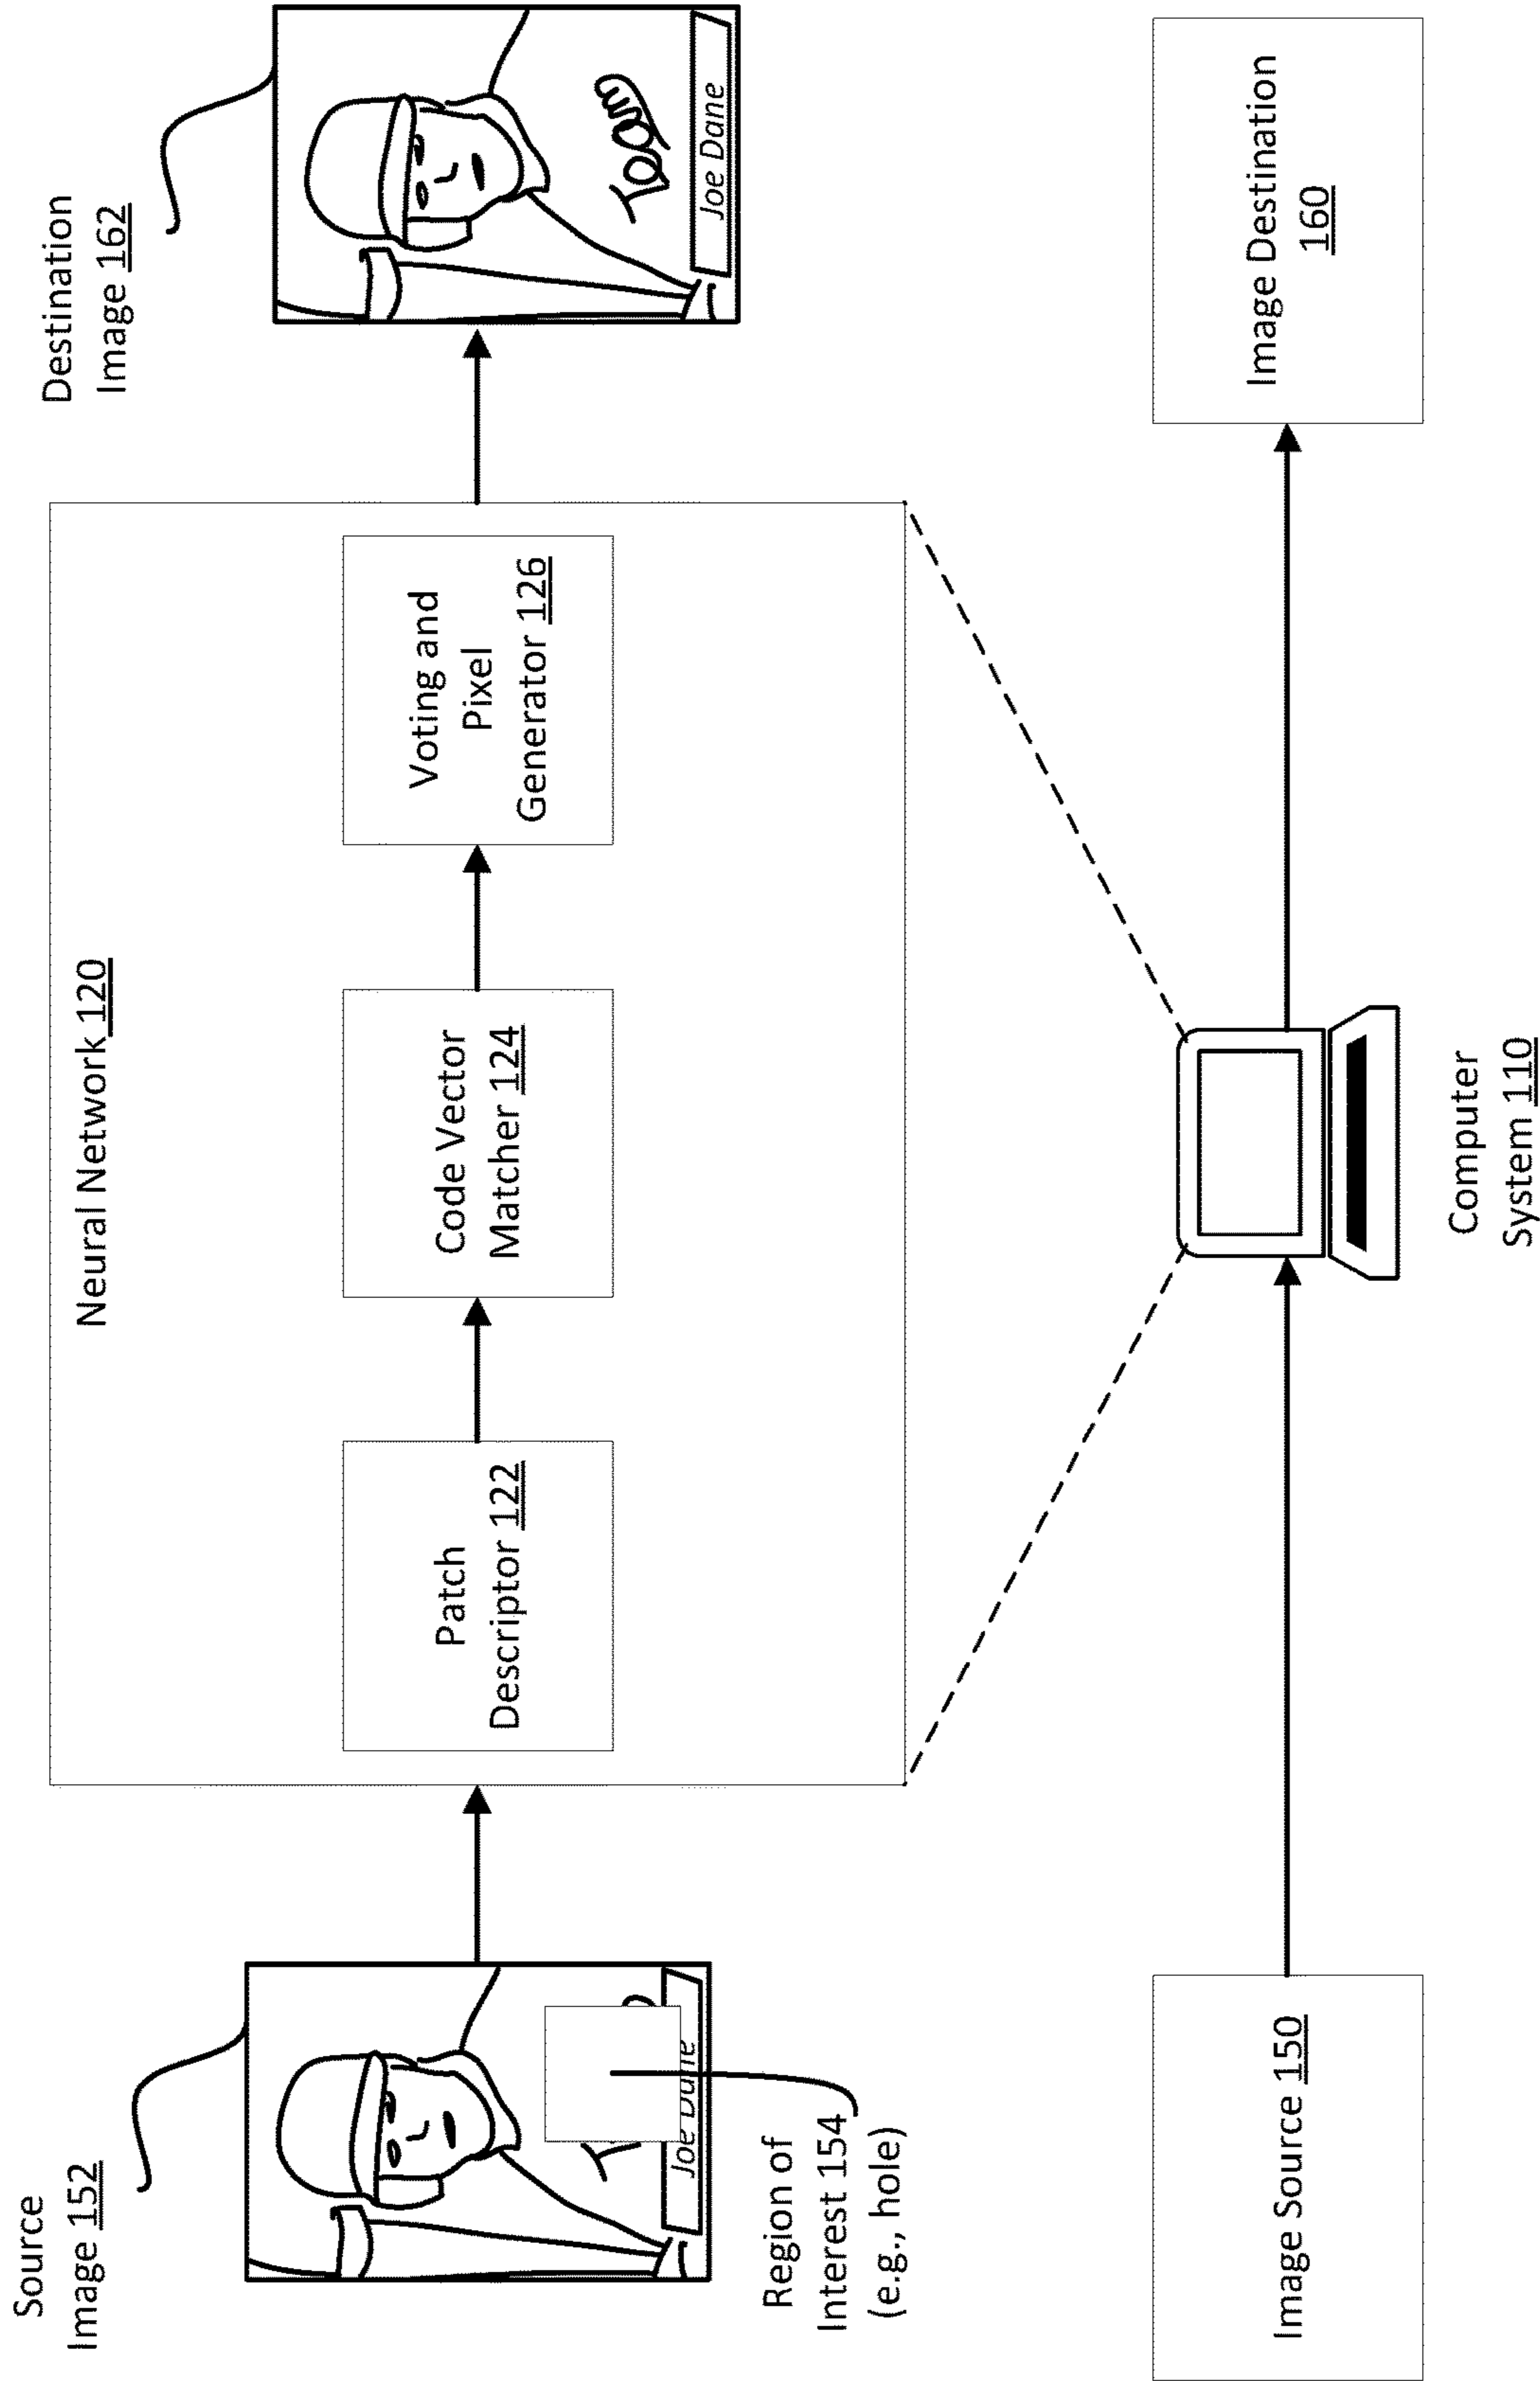 Source
Image 152
Joe Da
Region of
Interest 154
(e.g., hole)
Neural Network 120
Patch
Descriptor 122
Code Vector
Matcher 124
Voting and
Pixel
Generator 126
Destination
Image 162
Team
Joe Dane
Image Source 150
Computer
System 110
Image Destination
160